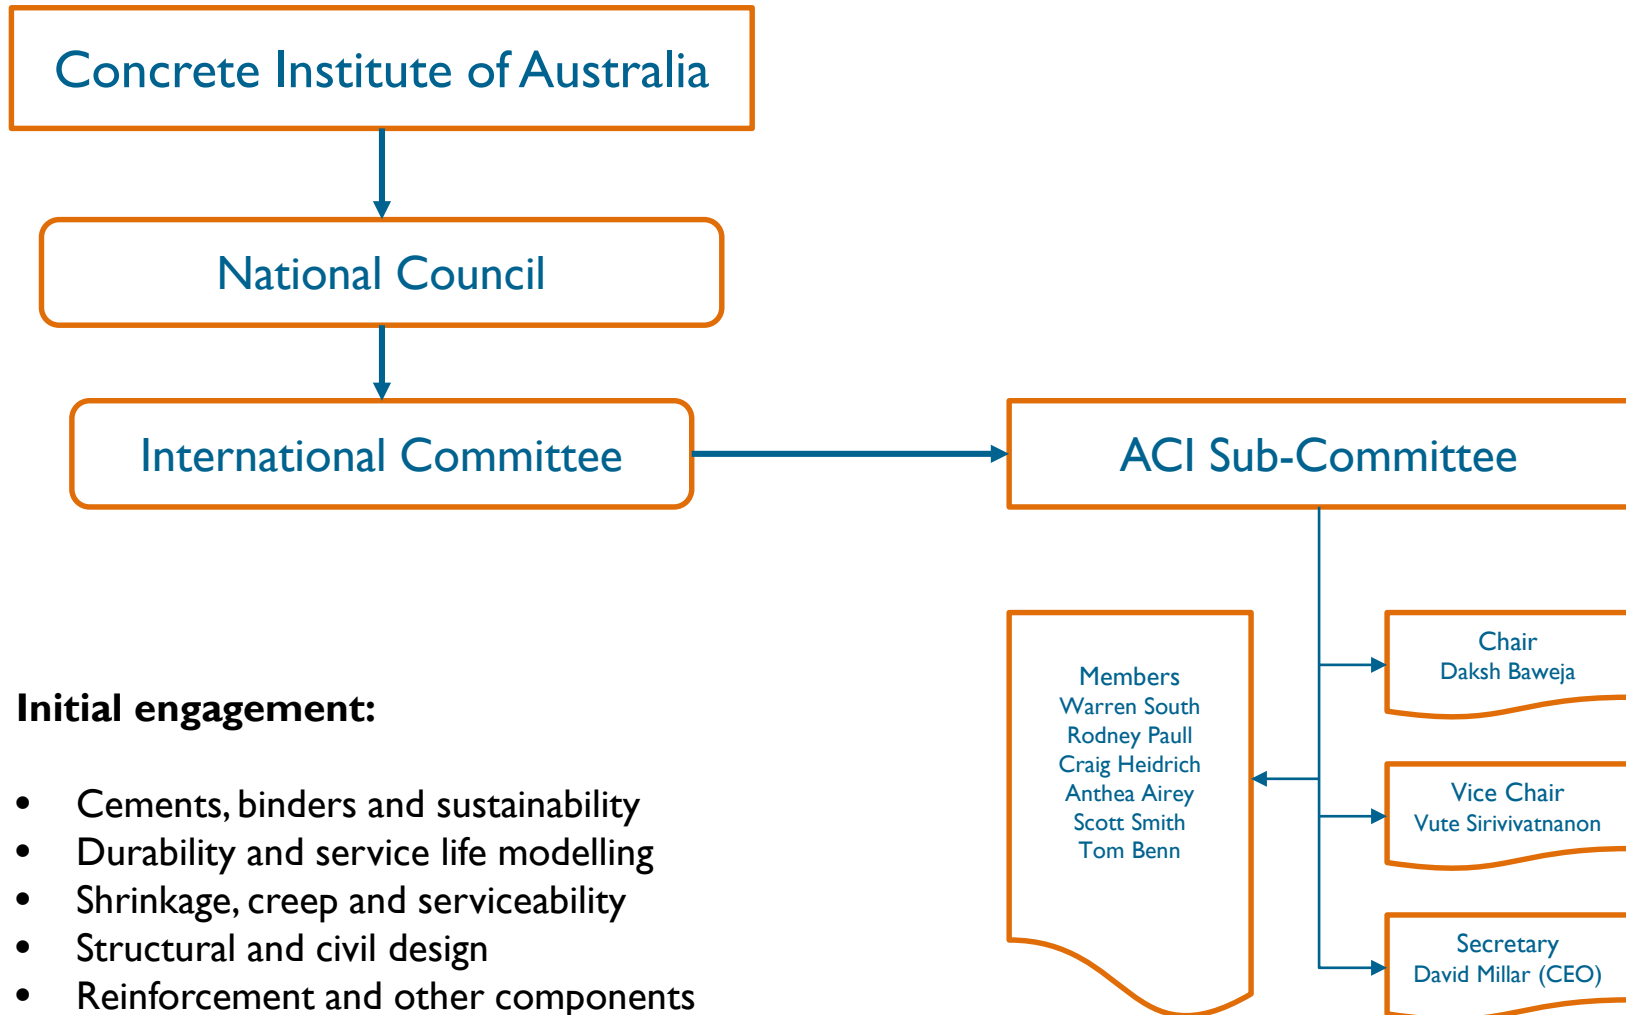 Concrete Institute of Australia
National Council
International Committee
ACI Sub-Committee
Members
Warren South
Rodney Paull
Craig Heidrich
Anthea Airey
Scott Smith
Tom Benn
Chair
Daksh Baweja
Vice Chair
Vute Sirivivatnanon
Secretary
David Millar (CEO)
Initial engagement:
• Cements, binders and sustainability
• Durability and service life modelling
• Shrinkage, creep and serviceability
• Structural and civil design
• Reinforcement and other components